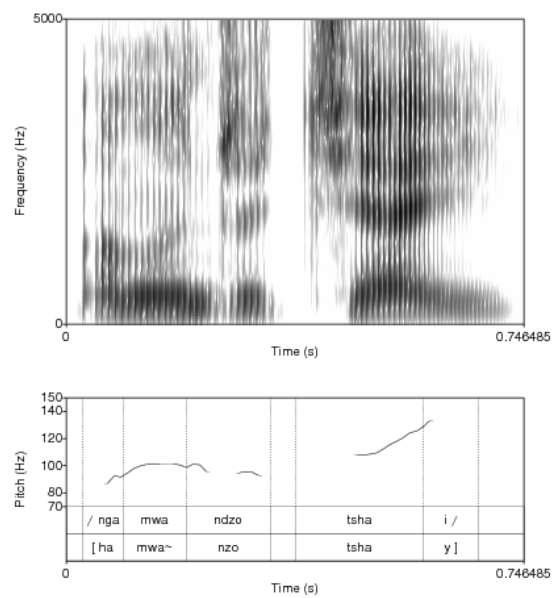 5000
Frequency (Hz)
0
0 0.746485
Time (s)
150
140
120
100
80
70
Pitch (Hz)
/ nga mwa ndzo tsha i /
[ ha mwa~ nzo tsha y ]
0 0.746485
Time (s)